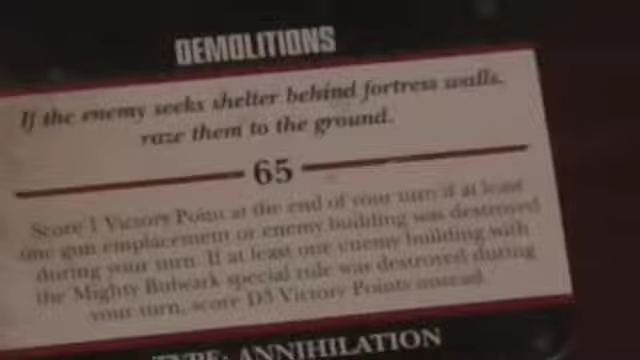 DEMOLITIONS
If the enemy seeks shelter behind fortress walls,
raze them to the ground.
65
Score 1 Victory Point at the end of your turn if at least
one gun emplacement or enemy building was destroyed
during your turn. If at least one enemy building with
the Mighty Bulwark special rule was destroyed during
your turn, score D3 Victory Points instead.
TYPE: ANNIHILATION